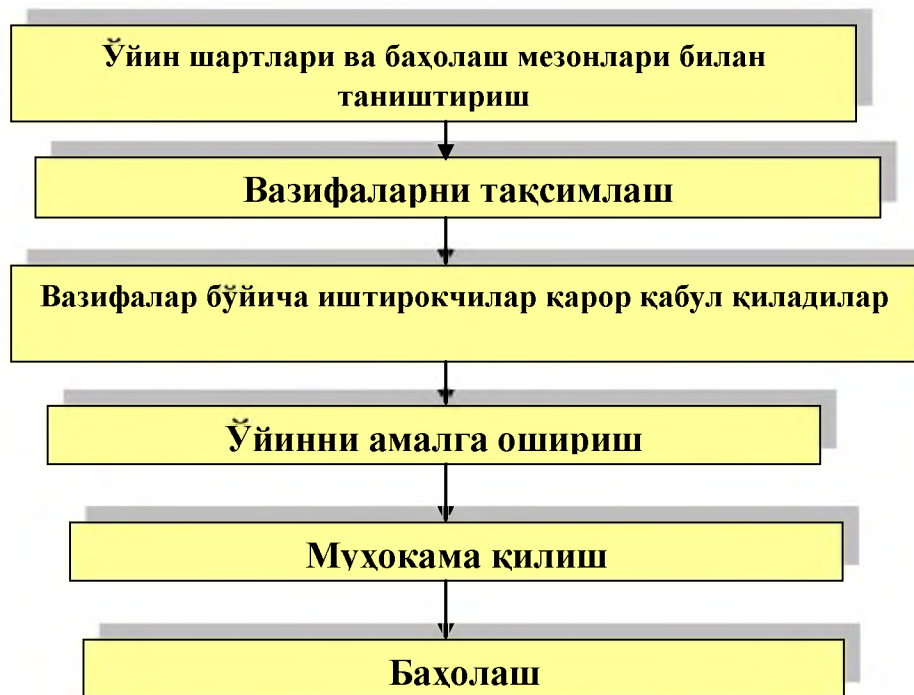 Ўйин шартлари ва баҳолаш мезонлари билан
таништириш
Вазифаларни тақсимлаш
Вазифалар бўйича иштирокчилар қарор қабул қиладилар
Ўйинни амалга ошириш
Муҳокама қилиш
Баҳолаш